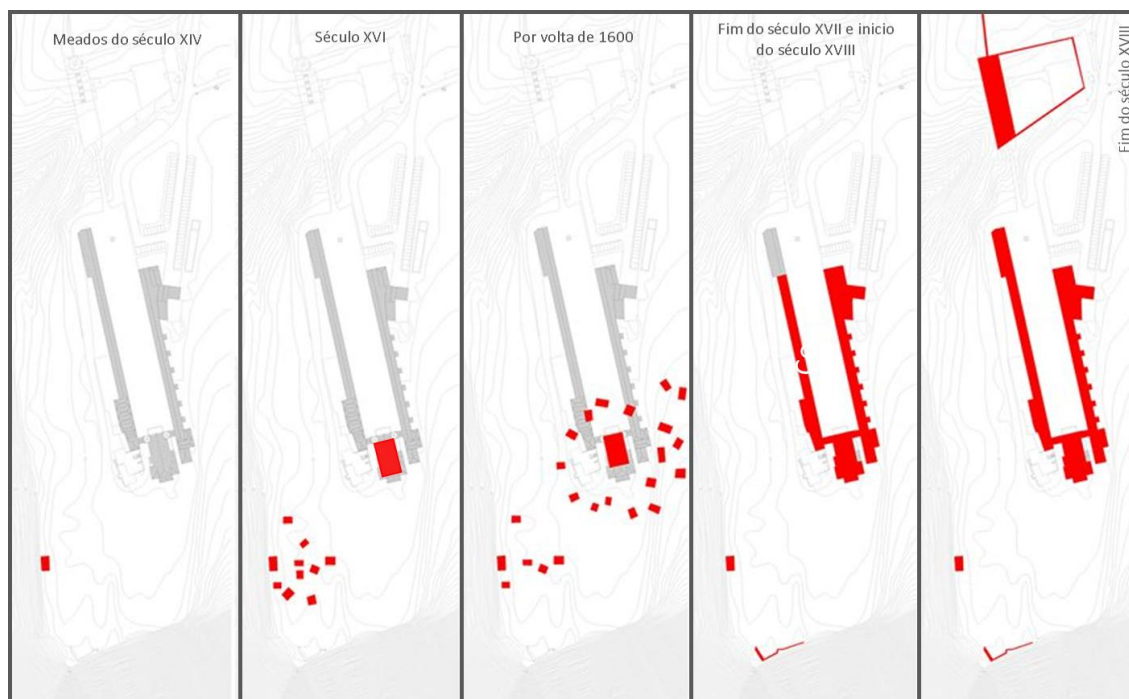 Meados do século XIV
Século XVI
Por volta de 1600
Fim do século XVII e inicio
do século XVIII
Fim do século XVIII